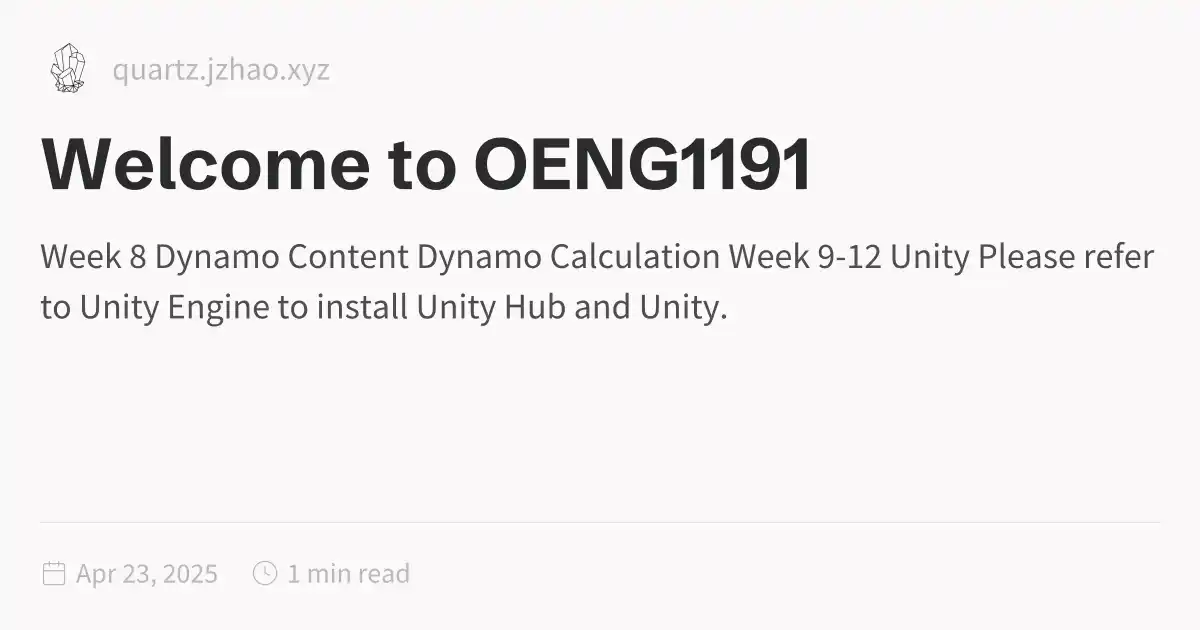 quartz.jzhao.xyz
Welcome to OENG1191
Week 8 Dynamo Content Dynamo Calculation Week 9-12 Unity Please refer
to Unity Engine to install Unity Hub and Unity.
Apr 23, 2025 1 min read